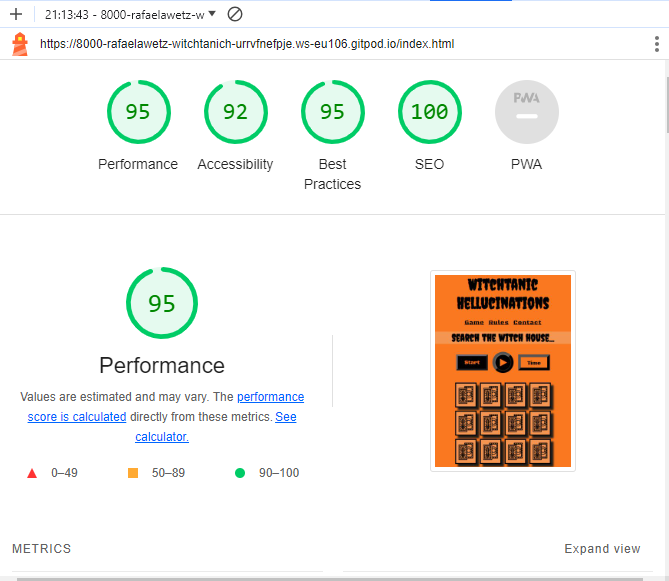 21:13:43 - 8000-rafaelawetz-w
https://8000-rafaelawetz-witchtanich-urrvfnefpje.ws-eu106.gitpod.io/index.html
95 92 95 100 PWA
Performance Accessibility Best Practices SEO PWA
95
Performance
Values are estimated and may vary. The performance
score is calculated directly from these metrics. See
calculator.
0–49 50–89 90–100
WITCHTANIC
HELLUCINATIONS
Game Rules Contact
SEARCH THE WITCH HOUSE...
Start Time
METRICS Expand view